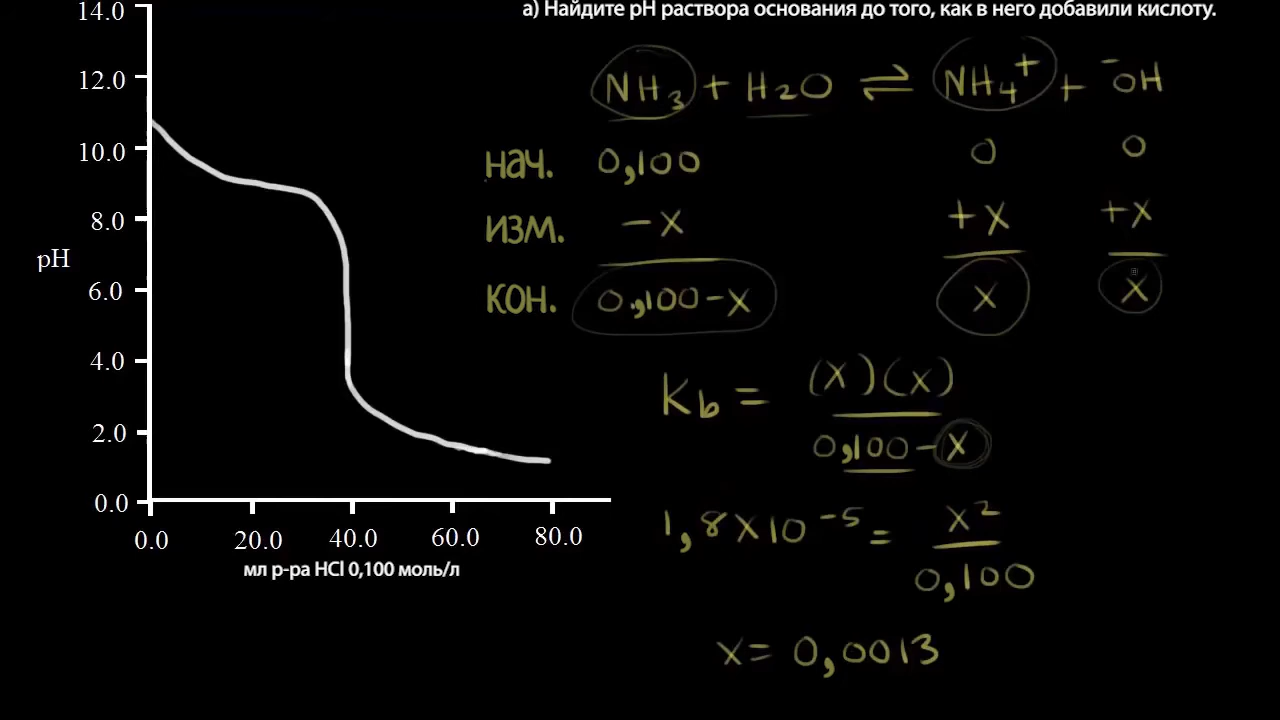 а) Найдите pH раствора основания до того, как в него добавили кислоту.
NH₃ + H₂O ⇌ NH₄⁺ + ⁻OH
нач. 0,100 0 0
изм. -x +x +x
кон. 0,100-x x x
Kb = (x)(x)
0,100-x
1,8x10⁻⁵ = x²
0,100
x = 0,0013
14.0
12.0
10.0
8.0
pH
6.0
4.0
2.0
0.0
0.0 20.0 40.0 60.0 80.0
мл р-ра HCl 0,100 моль/л